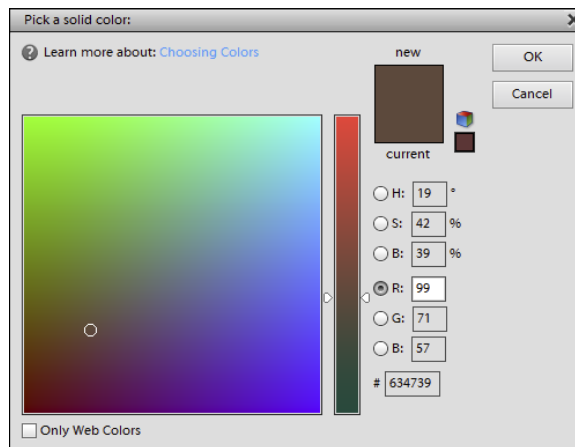 Pick a solid color:
Learn more about: Choosing Colors
new
OK
Cancel
current
H: 19 °
S: 42 %
B: 39 %
R: 99
G: 71
B: 57
# 634739
Only Web Colors